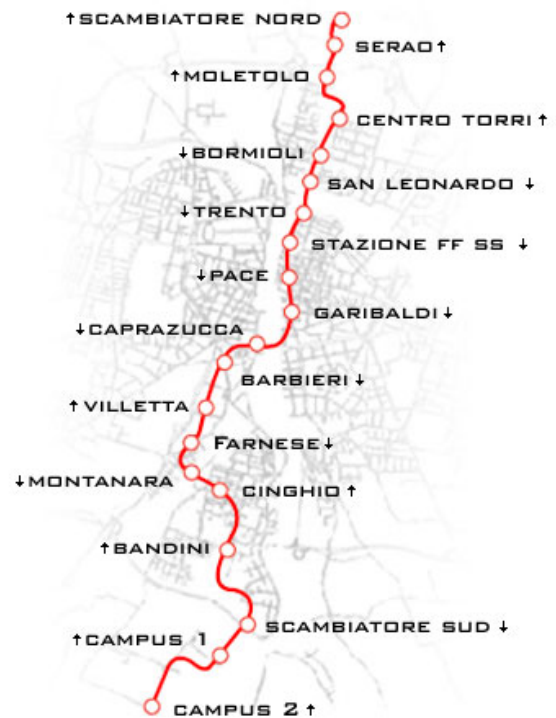 ↑SCAMBIATORE NORD
SERAO↑
↑MOLETOLO
CENTRO TORRI↑
↓BORMIOLI
SAN LEONARDO ↓
↓TRENTO
STAZIONE FF SS ↓
↓PACE
GARIBALDI↓
↓CAPRAZUCCA
BARBIERI↓
↑VILLETTA
FARNESE↓
↓MONTANARA
CINGHIO↑
↑BANDINI
SCAMBIATORE SUD ↓
↑CAMPUS 1
CAMPUS 2↑